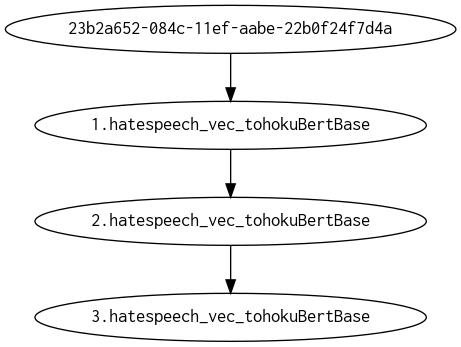 23b2a652-084c-11ef-aabe-22b0f24f7d4a
1.hatespeech_vec_tohokuBertBase
2.hatespeech_vec_tohokuBertBase
3.hatespeech_vec_tohokuBertBase